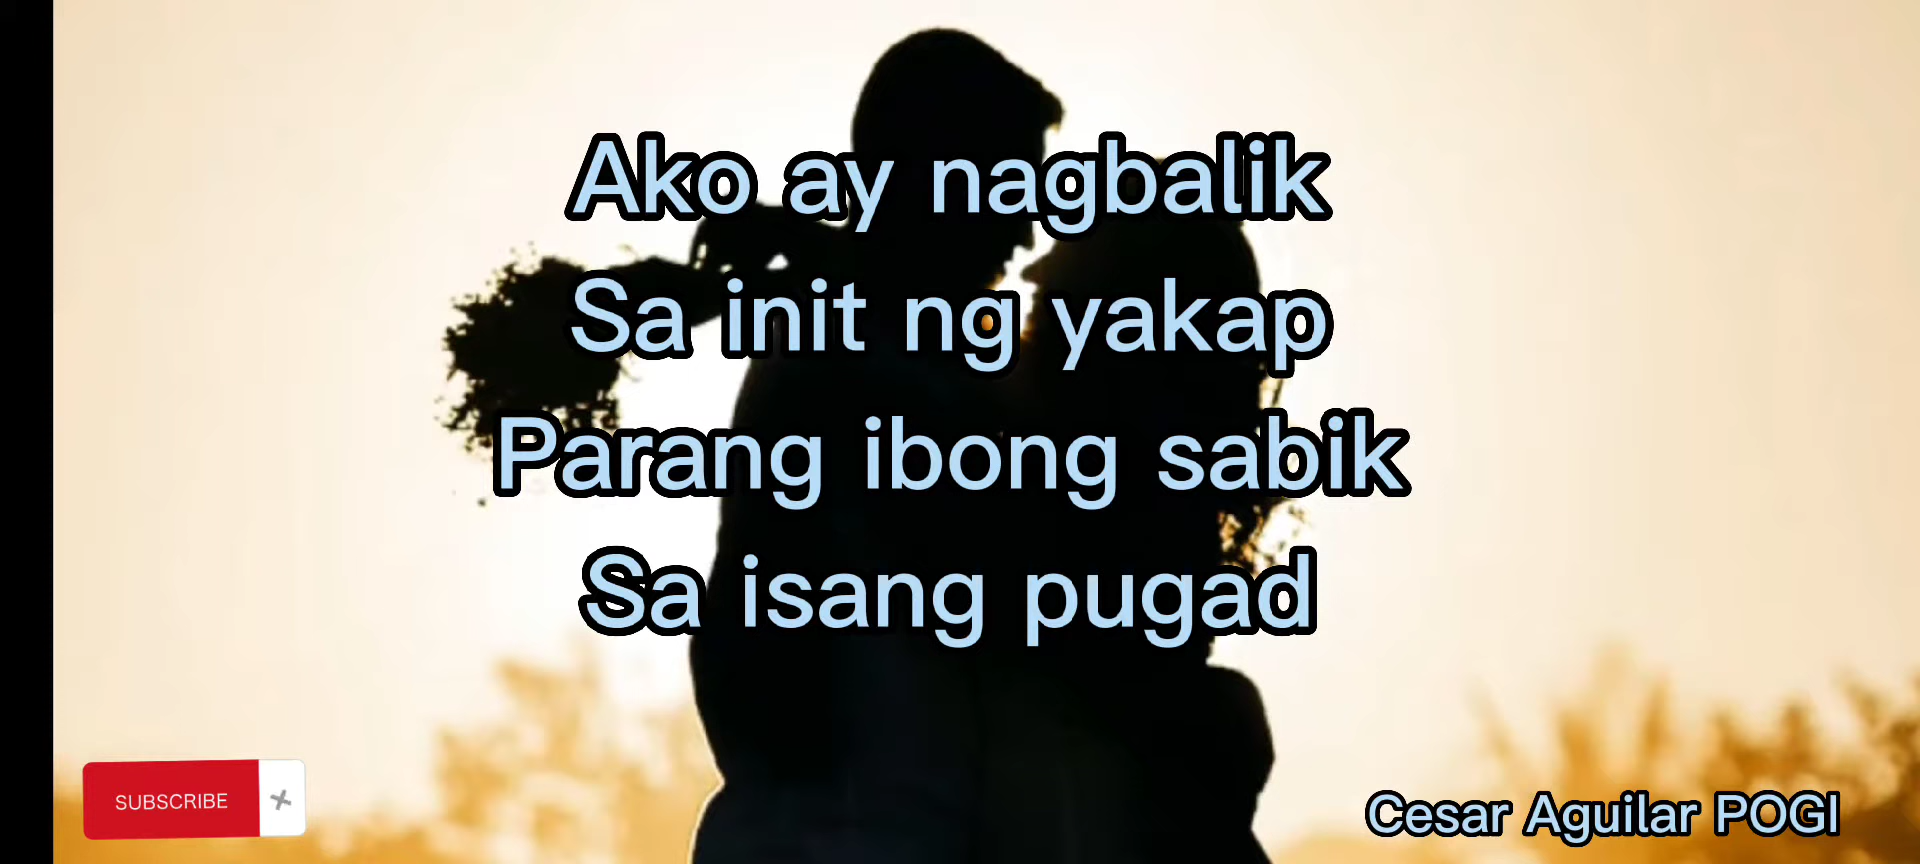 Ako ay nagbalik
Sa init ng yakap
Parang ibong sabik
Sa isang pugad
SUBSCRIBE
Cesar Aguilar POGI